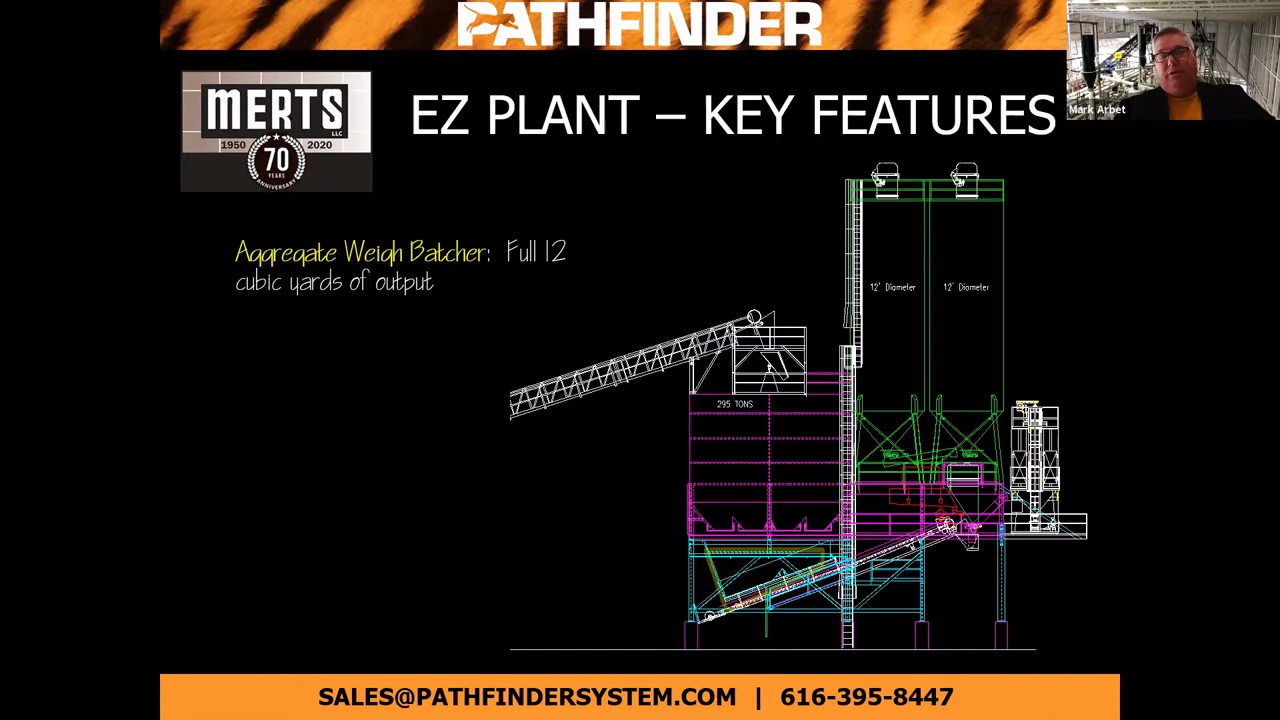 PATHFINDER
Mark Arbet
MERTS
LLC
1950 2020
70
YEARS
ANNIVERSARY
EZ PLANT – KEY FEATURES
Aggregate Weigh Batcher: Full 12
cubic yards of output
12' Diameter 12' Diameter
295 TONS
SALES@PATHFINDERSYSTEM.COM | 616-395-8447